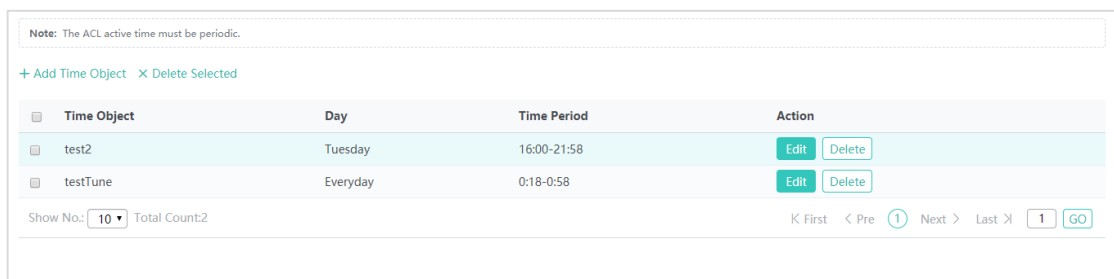 Note: The ACL active time must be periodic.
+ Add Time Object × Delete Selected
Time Object Day Time Period Action
test2 Tuesday 16:00-21:58 Edit Delete
testTune Everyday 0:18-0:58 Edit Delete
Show No.: 10 Total Count:2 First Pre 1 Next Last 1 GO